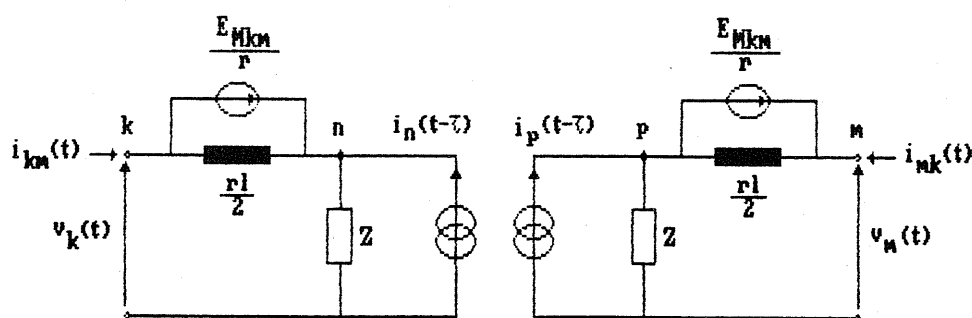 E_Mkm E_Mkm
r r
k n i_n(t-τ) i_p(t-τ) p m
i_km(t) i_mk(t)
rl rl
2 2
v_k(t) Z Z v_m(t)